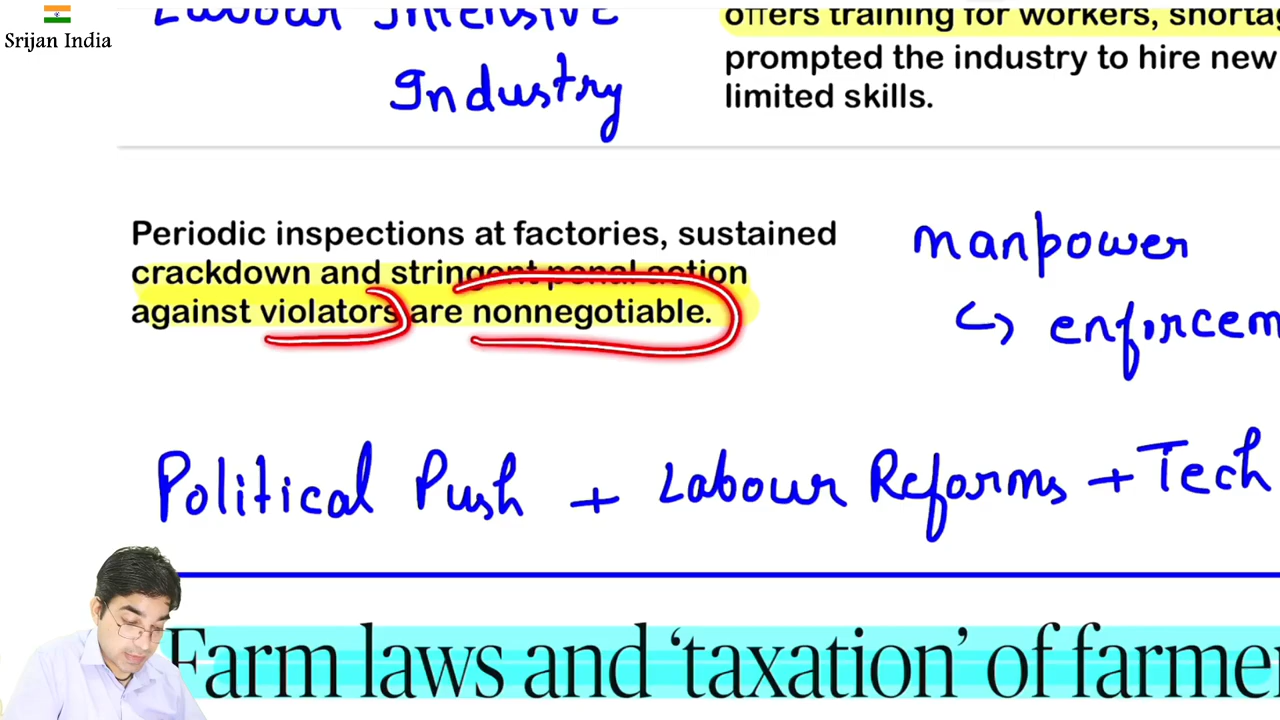 Srijan India
Labour Intensive
Industry
offers training for workers, shortag
prompted the industry to hire new
limited skills.
Periodic inspections at factories, sustained
crackdown and stringent penal action
against violators are nonnegotiable.
manpower
↪ enforcem
Political Push + Labour Reforms + Tech
Farm laws and ‘taxation’ of farmer